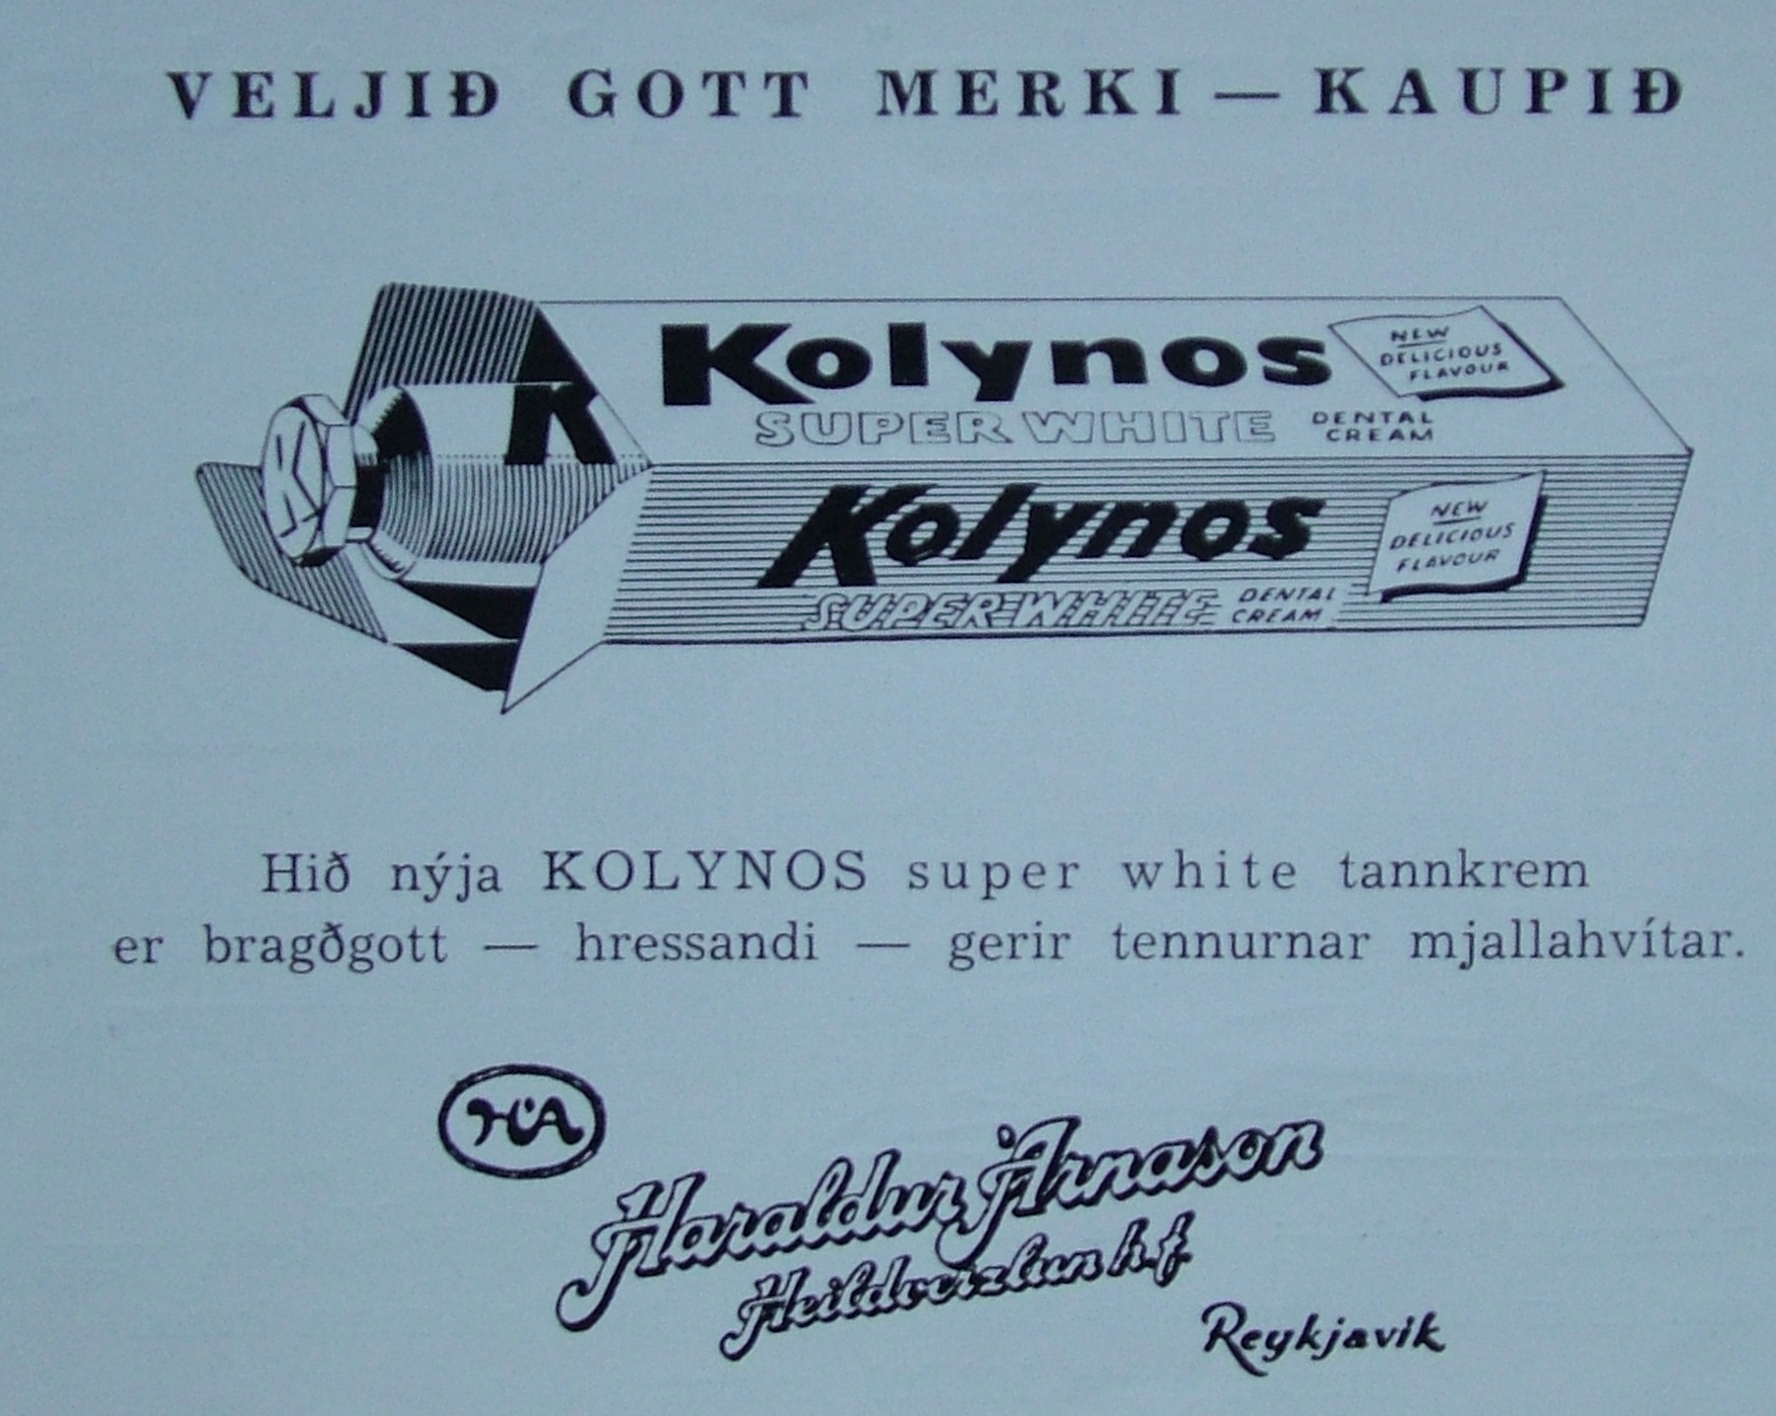 VELJIÐ GOTT MERKI — KAUPIÐ
Kolynos
NEW
DELICIOUS
FLAVOUR
SUPER WHITE
DENTAL
CREAM
K
K
Kolynos
NEW
DELICIOUS
FLAVOUR
SUPER-WHITE
DENTAL
CREAM
Hið nýja KOLYNOS super white tannkrem
er bragðgott — hressandi — gerir tennurnar mjallahvítar.
H·A
Haraldur Árnason
Heildverzlun h.f
Reykjavik